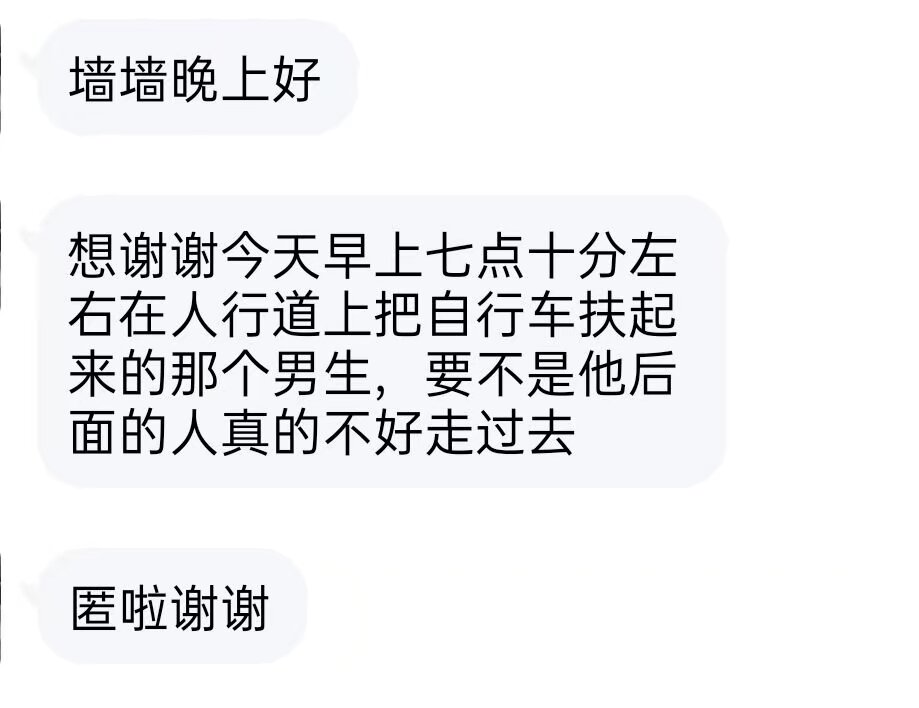 墙墙晚上好
想谢谢今天早上七点十分左
右在人行道上把自行车扶起
来的那个男生，要不是他后
面的人真的不好走过去
匿啦谢谢